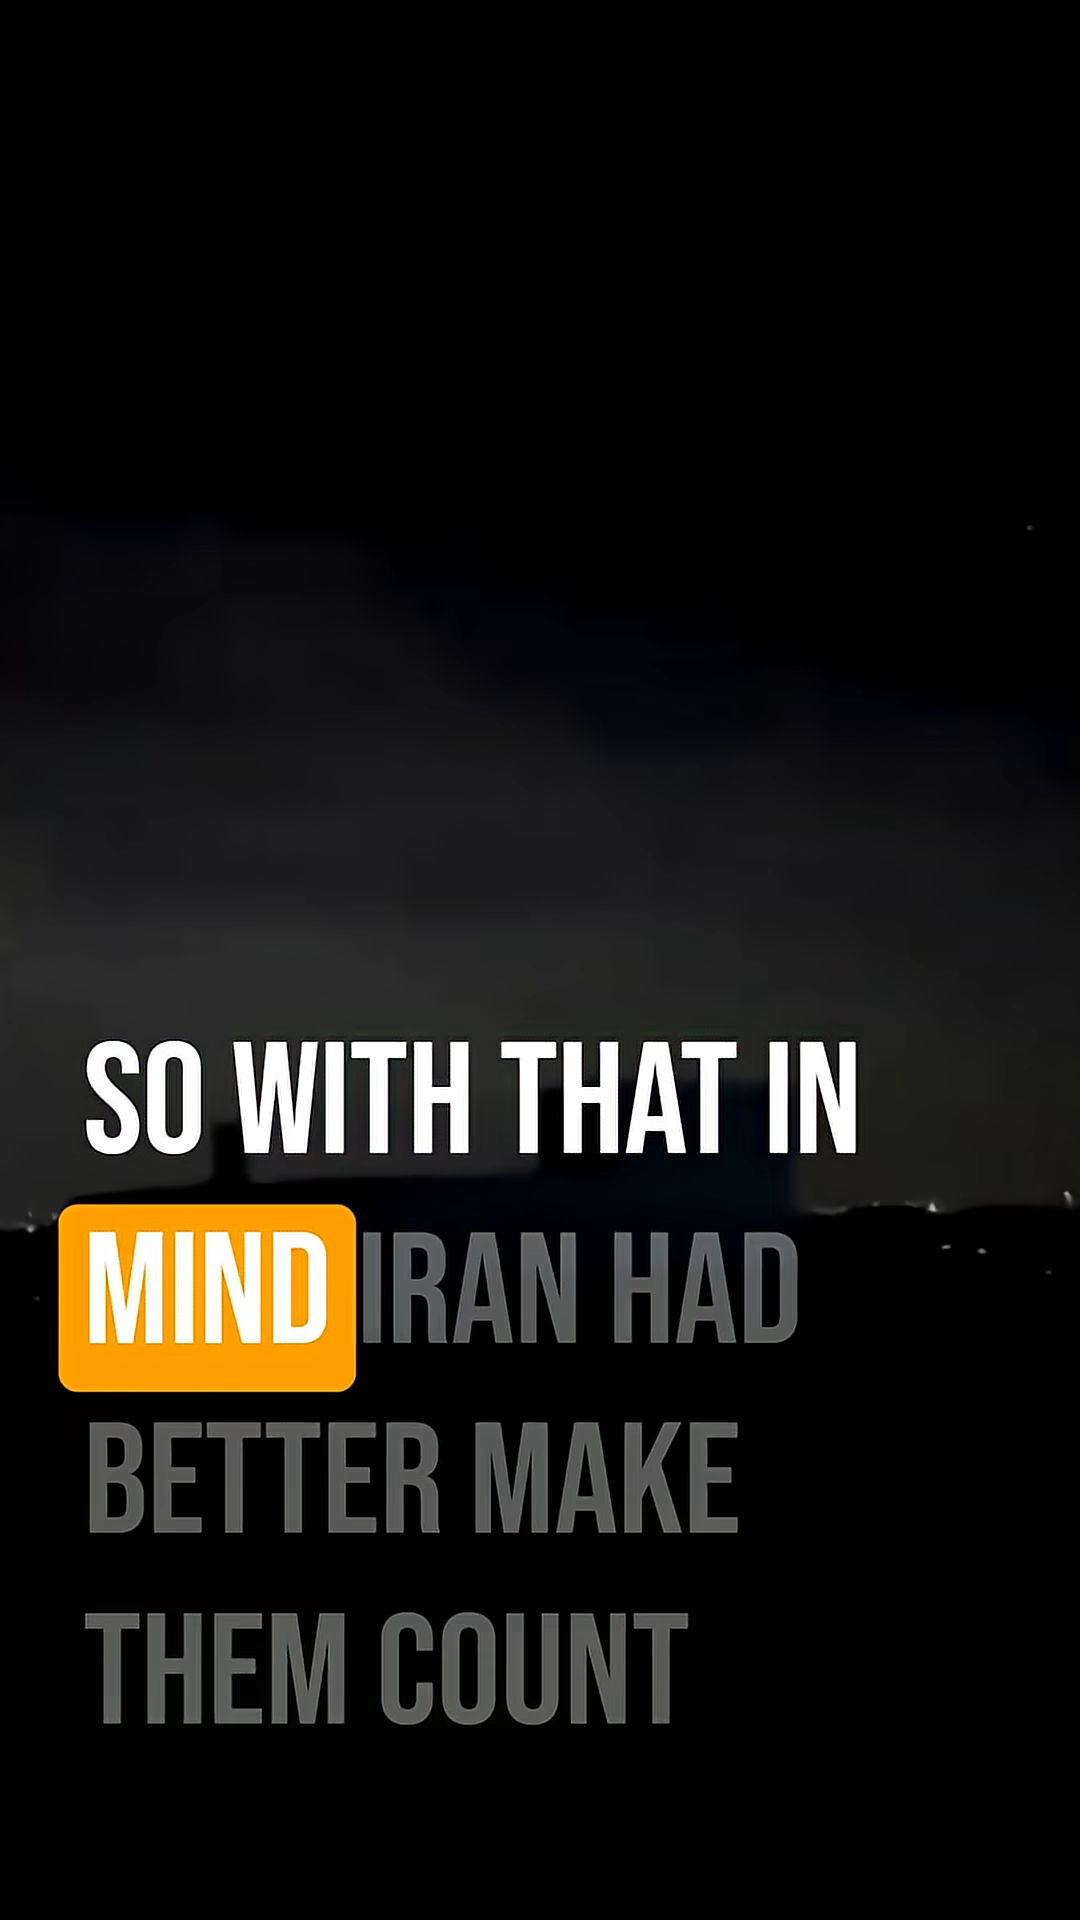 SO WITH THAT IN
MIND IRAN HAD
BETTER MAKE
THEM COUNT